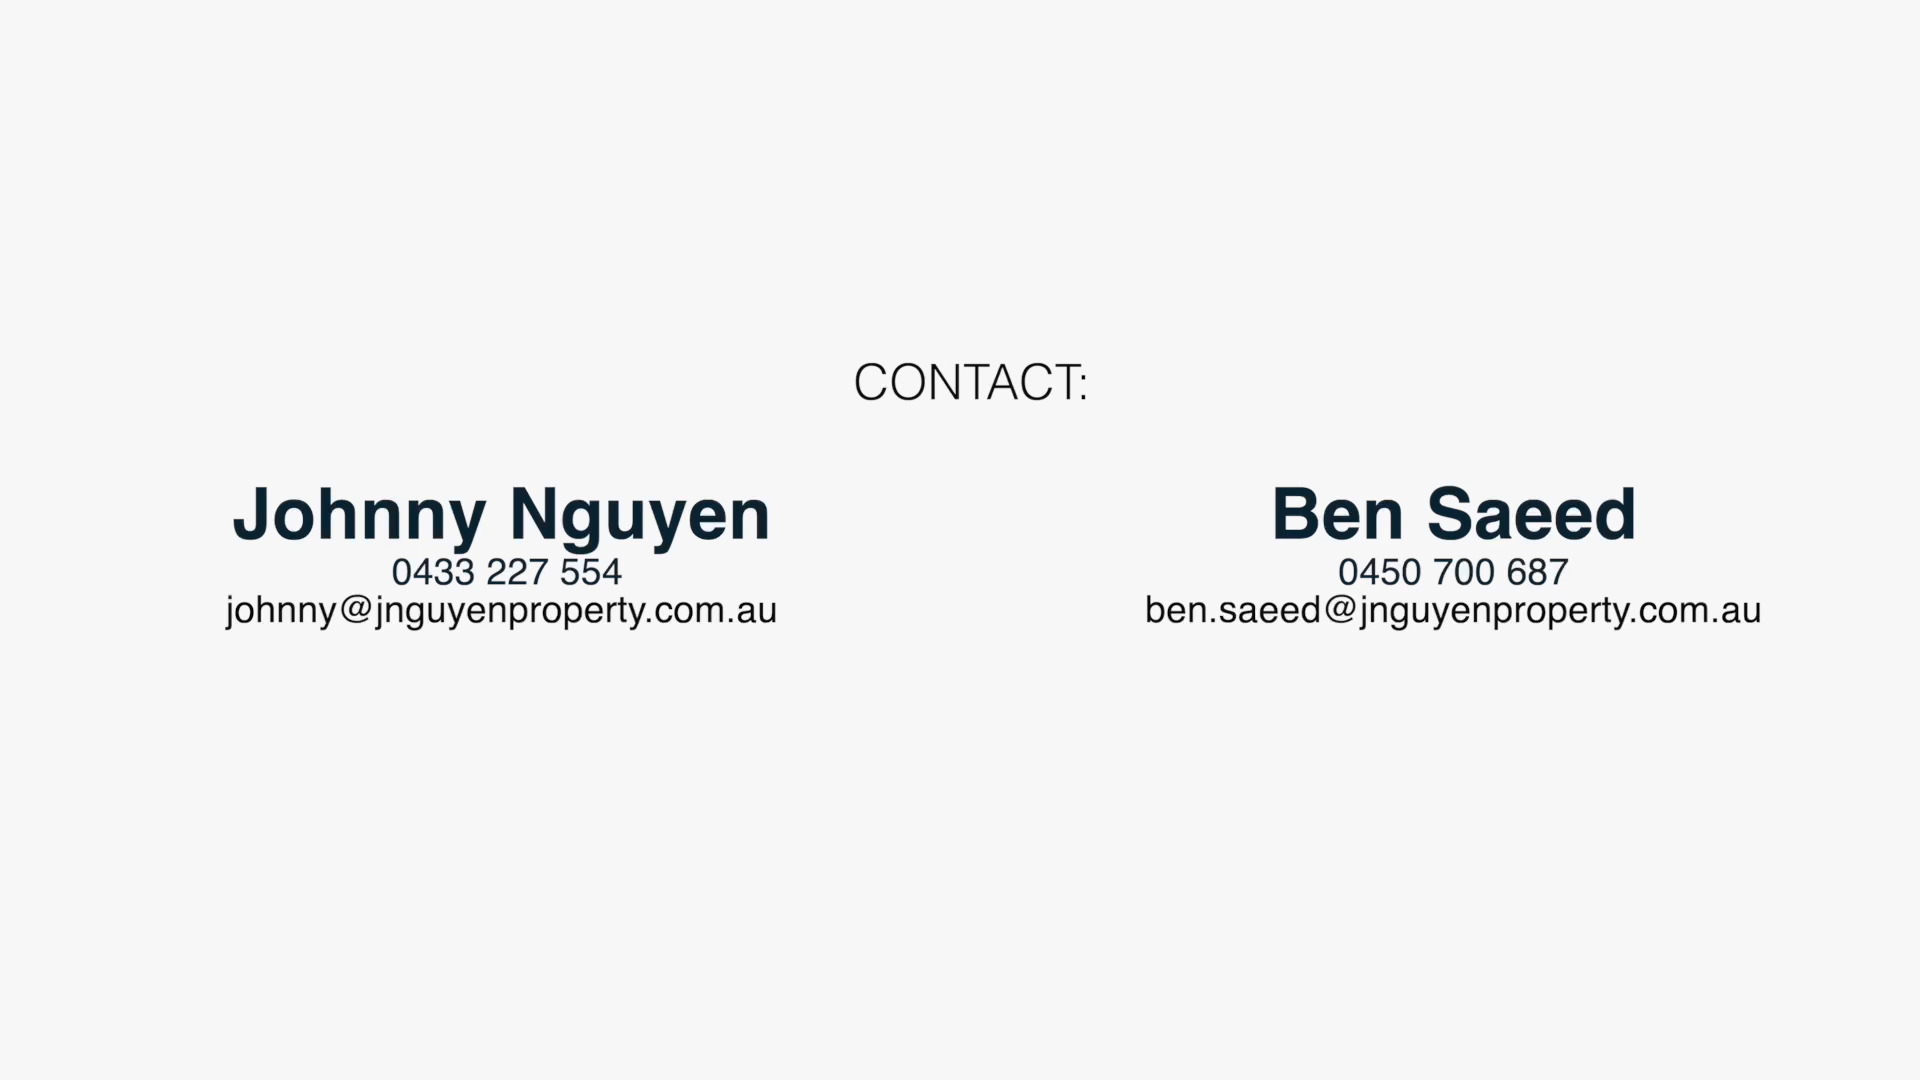 CONTACT:
Johnny Nguyen
0433 227 554
johnny@jnguyenproperty.com.au
Ben Saeed
0450 700 687
ben.saeed@jnguyenproperty.com.au